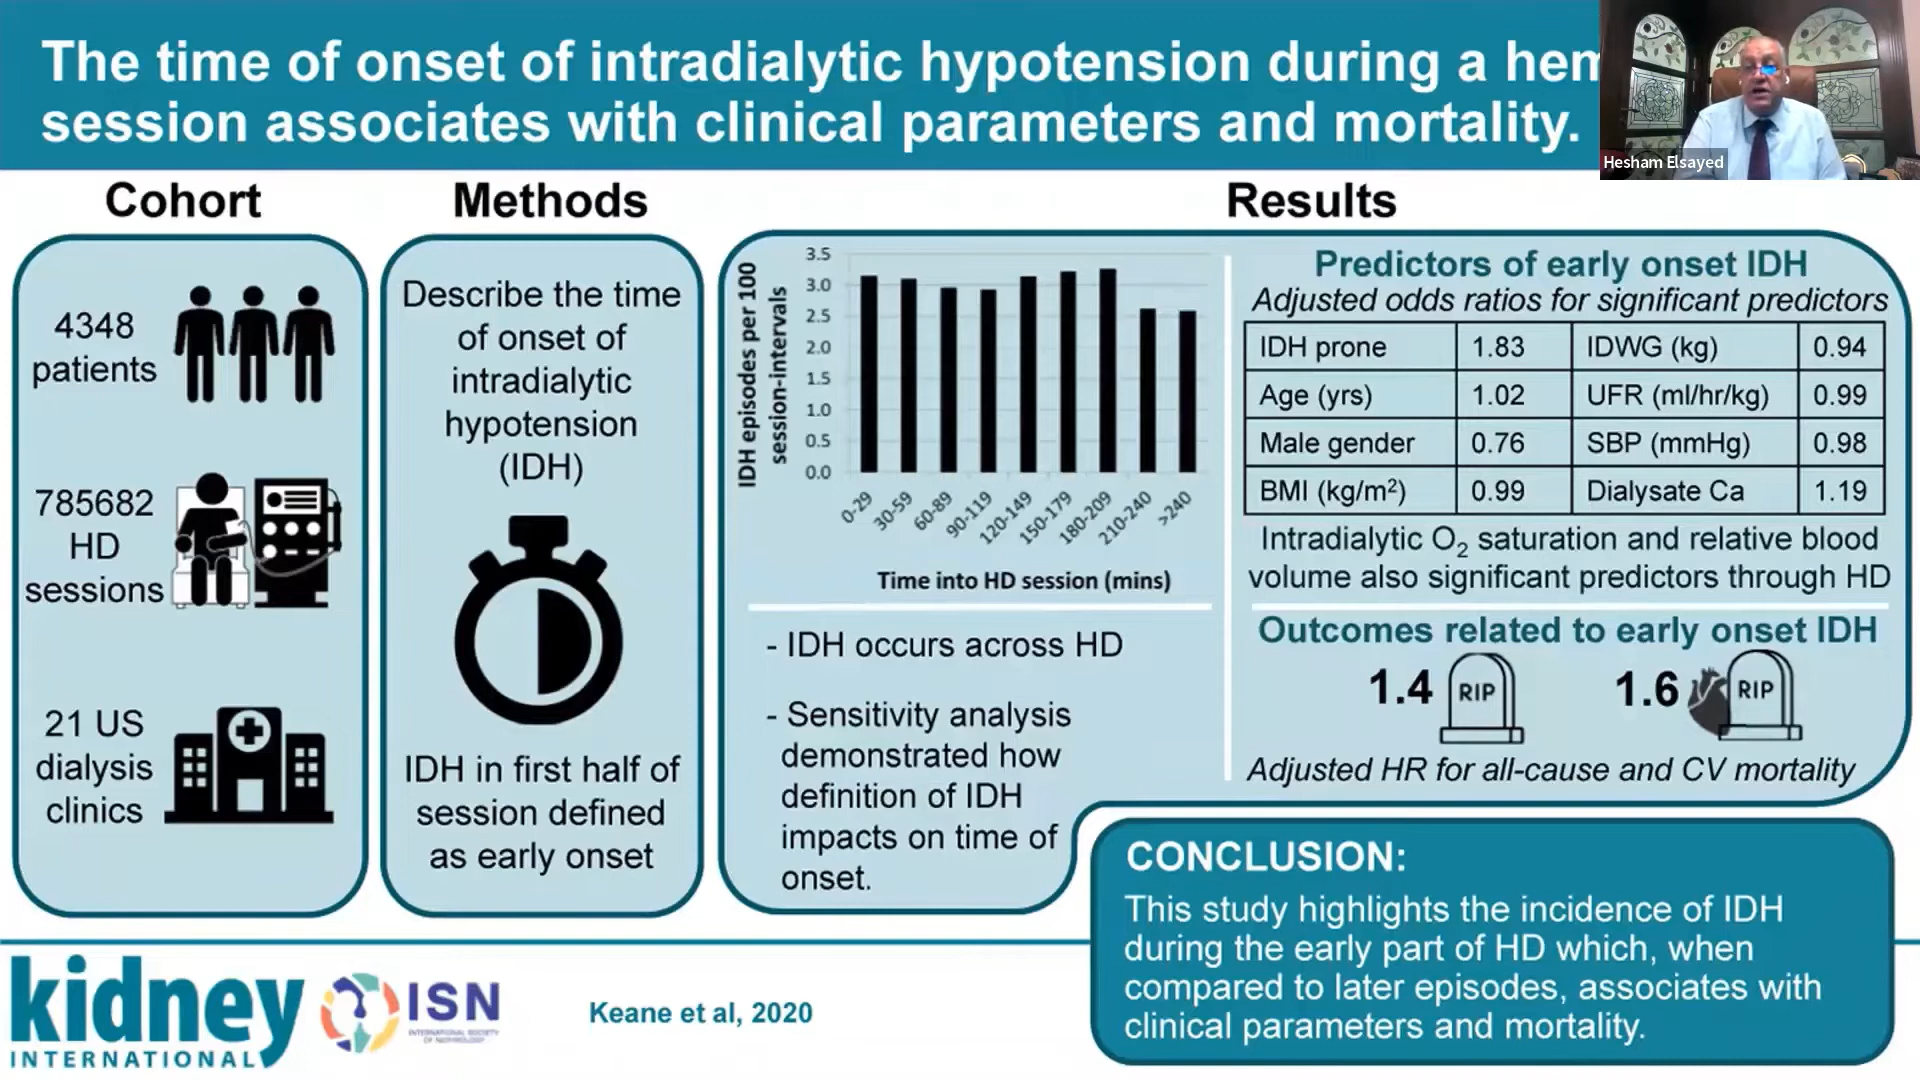 The time of onset of intradialytic hypotension during a hem
session associates with clinical parameters and mortality.
Hesham Elsayed
Cohort
4348
patients
785682
HD
sessions
21 US
dialysis
clinics
Methods
Describe the time
of onset of
intradialytic
hypotension
(IDH)
IDH in first half of
session defined
as early onset
Results
IDH episodes per 100
session-intervals
3.5
3.0
2.5
2.0
1.5
1.0
0.5
0.0
0-29
30-59
60-89
90-119
120-149
150-179
180-209
210-240
>240
Time into HD session (mins)
- IDH occurs across HD
- Sensitivity analysis
demonstrated how
definition of IDH
impacts on time of
onset.
Predictors of early onset IDH
Adjusted odds ratios for significant predictors
IDH prone 1.83 IDWG (kg) 0.94
Age (yrs) 1.02 UFR (ml/hr/kg) 0.99
Male gender 0.76 SBP (mmHg) 0.98
BMI (kg/m²) 0.99 Dialysate Ca 1.19
Intradialytic O₂ saturation and relative blood
volume also significant predictors through HD
Outcomes related to early onset IDH
1.4 RIP 1.6 RIP
Adjusted HR for all-cause and CV mortality
CONCLUSION:
This study highlights the incidence of IDH
during the early part of HD which, when
compared to later episodes, associates with
clinical parameters and mortality.
kidney
INTERNATIONAL
ISN
INTERNATIONAL SOCIETY
OF NEPHROLOGY
Keane et al, 2020